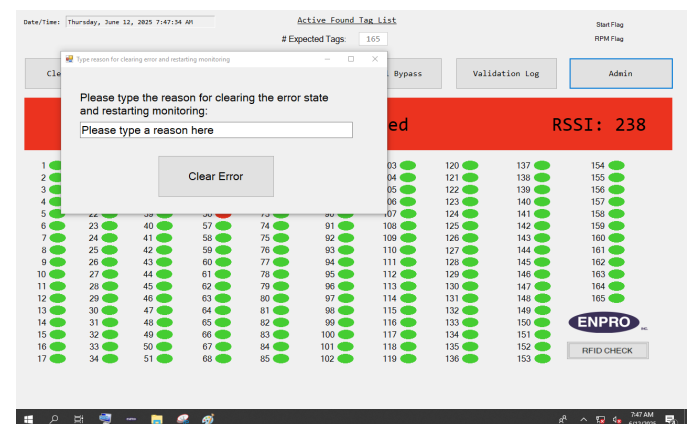 Date/Time: Thursday, June 12, 2025 7:47:34 AM
Active Found Tag List
Start Flag
# Expected Tags: 165
RPM Flag
Type reason for clearing error and restarting monitoring
Bypass
Validation Log
Admin
Please type the reason for clearing the error state
and restarting monitoring:
Please type a reason here
RSSI: 238
Clear Error
1 120 137 154
2 121 138 155
3 122 139 156
4 123 140 157
5 22 39 56 73 90 107 124 141 158
6 23 40 57 74 91 108 125 142 159
7 24 41 58 75 92 109 126 143 160
8 25 42 59 76 93 110 127 144 161
9 26 43 60 77 94 111 128 145 162
10 27 44 61 78 95 112 129 146 163
11 28 45 62 79 96 113 130 147 164
12 29 46 63 80 97 114 131 148 165
13 30 47 64 81 98 115 132 149
14 31 48 65 82 99 116 133 150 ENPRO INC.
15 32 49 66 83 100 117 134 151
16 33 50 67 84 101 118 135 152 RFID CHECK
17 34 51 68 85 102 119 136 153
7:47 AM